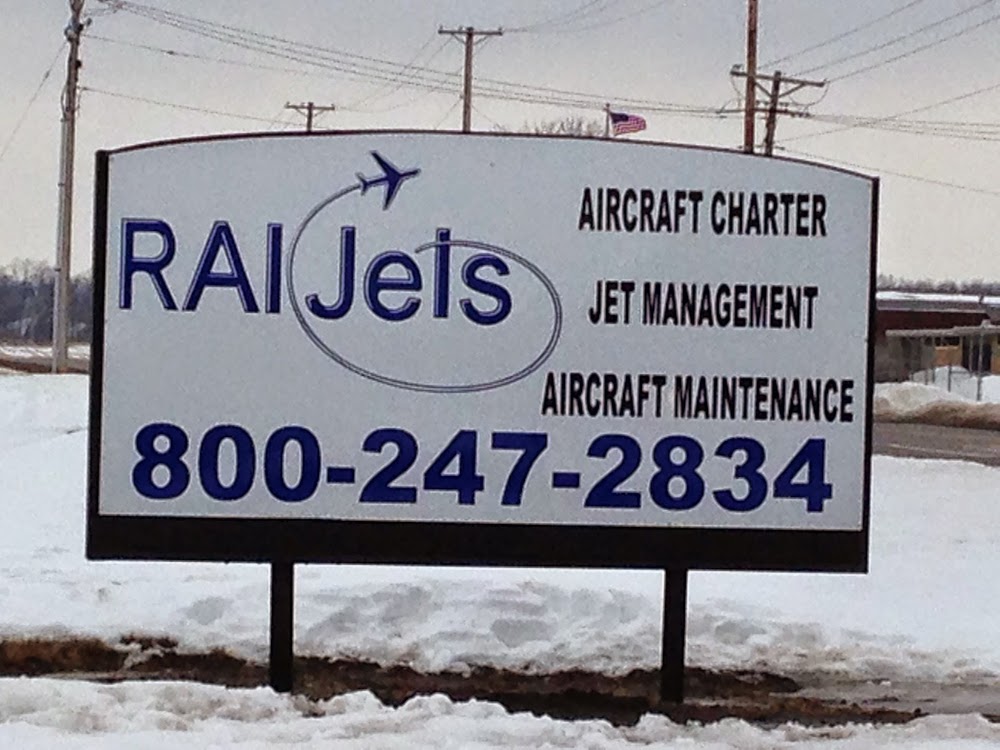 RAI Jets
AIRCRAFT CHARTER
JET MANAGEMENT
AIRCRAFT MAINTENANCE
800-247-2834